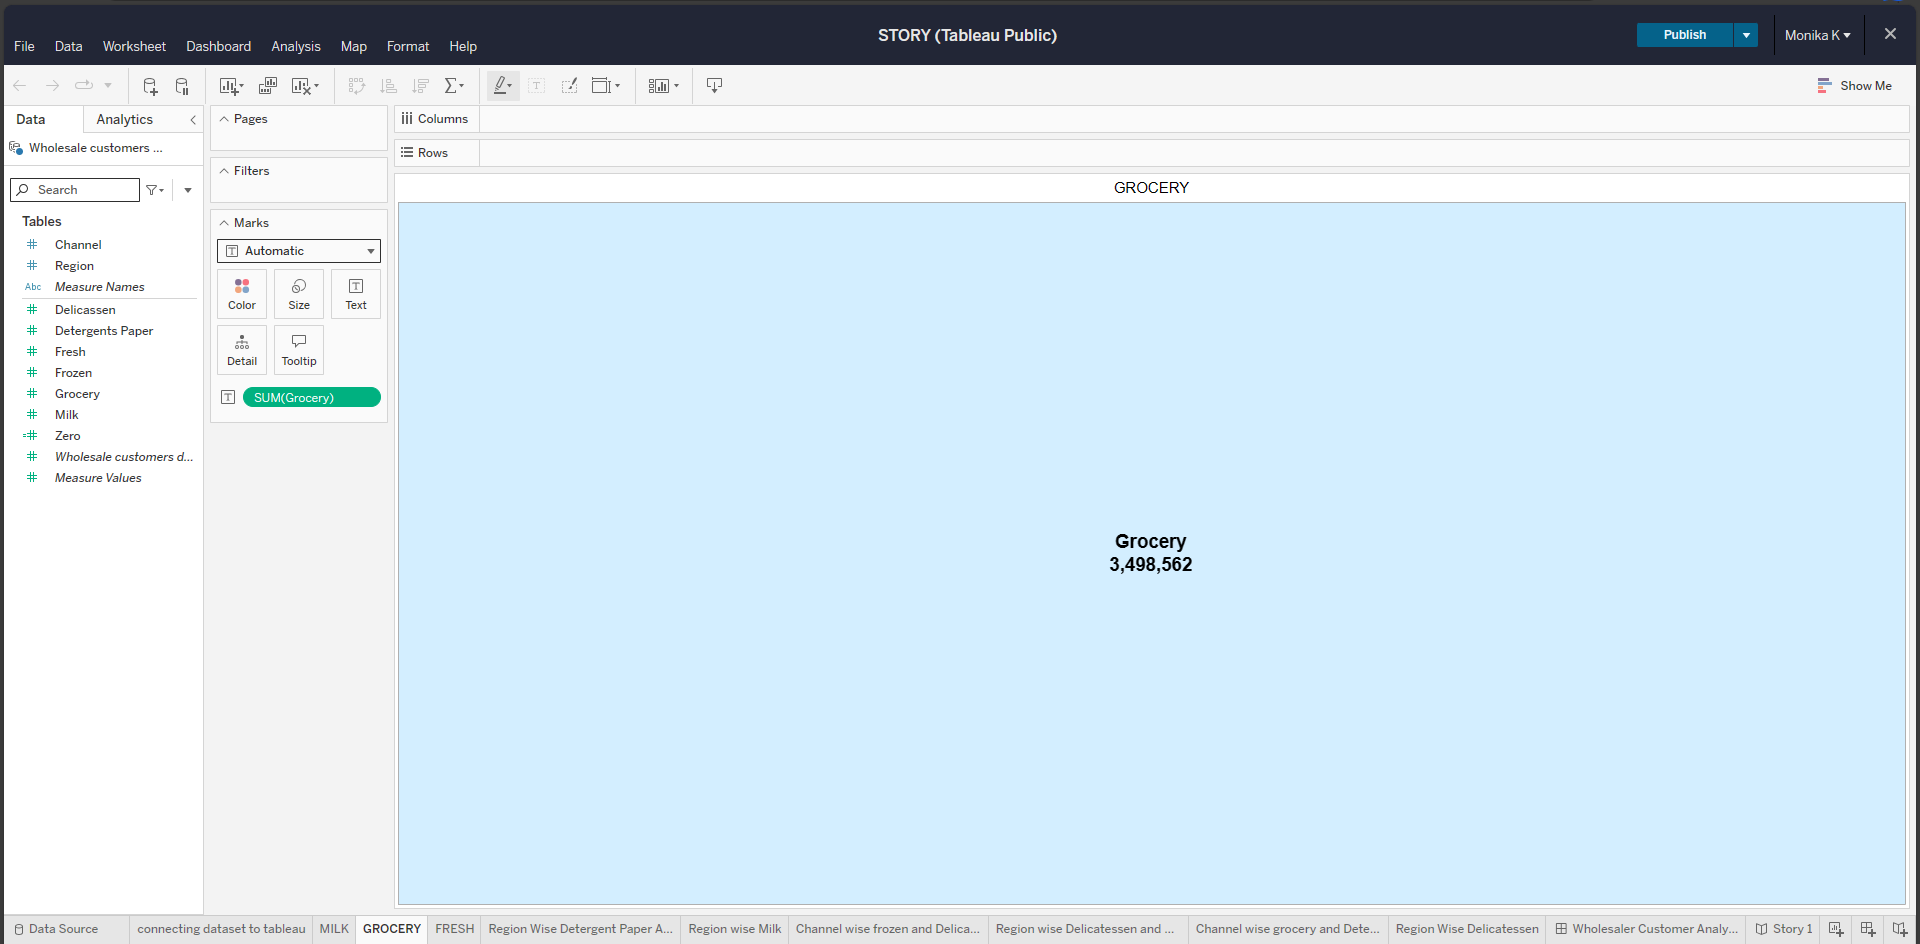 STORY (Tableau Public)
Publish
Monika K
File Data Worksheet Dashboard Analysis Map Format Help
Show Me
Data Analytics
Wholesale customers ...
Search
Tables
Channel
Region
Abc Measure Names
Delicassen
Detergents Paper
Fresh
Frozen
Grocery
Milk
Zero
Wholesale customers d...
Measure Values
Pages
Filters
Marks
Automatic
Color Size Text
Detail Tooltip
SUM(Grocery)
Columns
Rows
GROCERY
Grocery
3,498,562
Data Source connecting dataset to tableau MILK GROCERY FRESH Region Wise Detergent Paper A... Region wise Milk Channel wise frozen and Delica... Region wise Delicatessen and ... Channel wise grocery and Dete... Region Wise Delicatessen Wholesaler Customer Analy... Story 1